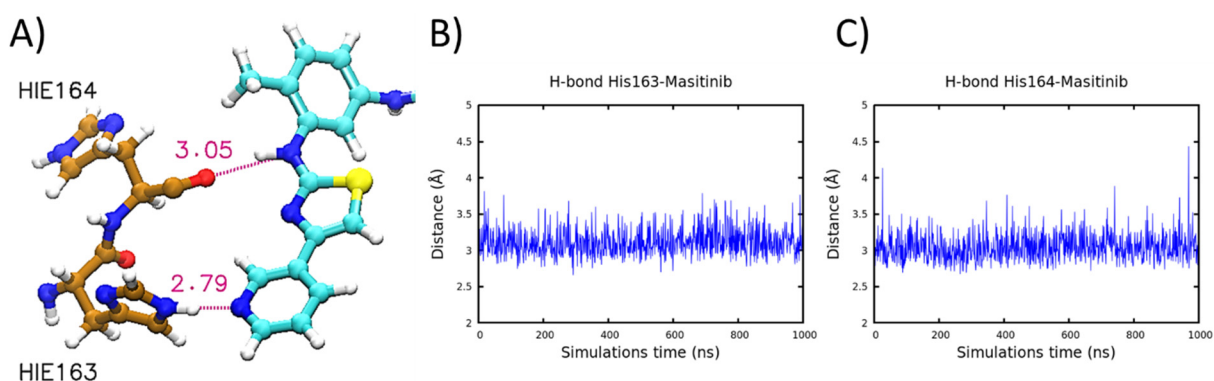 A)
HIE164
3.05
2.79
HIE163
B)
H-bond His163-Masitinib
5
4.5
4
3.5
3
2.5
2
Distance (Å)
0 200 400 600 800 1000
Simulations time (ns)
C)
H-bond His164-Masitinib
5
4.5
4
3.5
3
2.5
2
Distance (Å)
0 200 400 600 800 1000
Simulations time (ns)